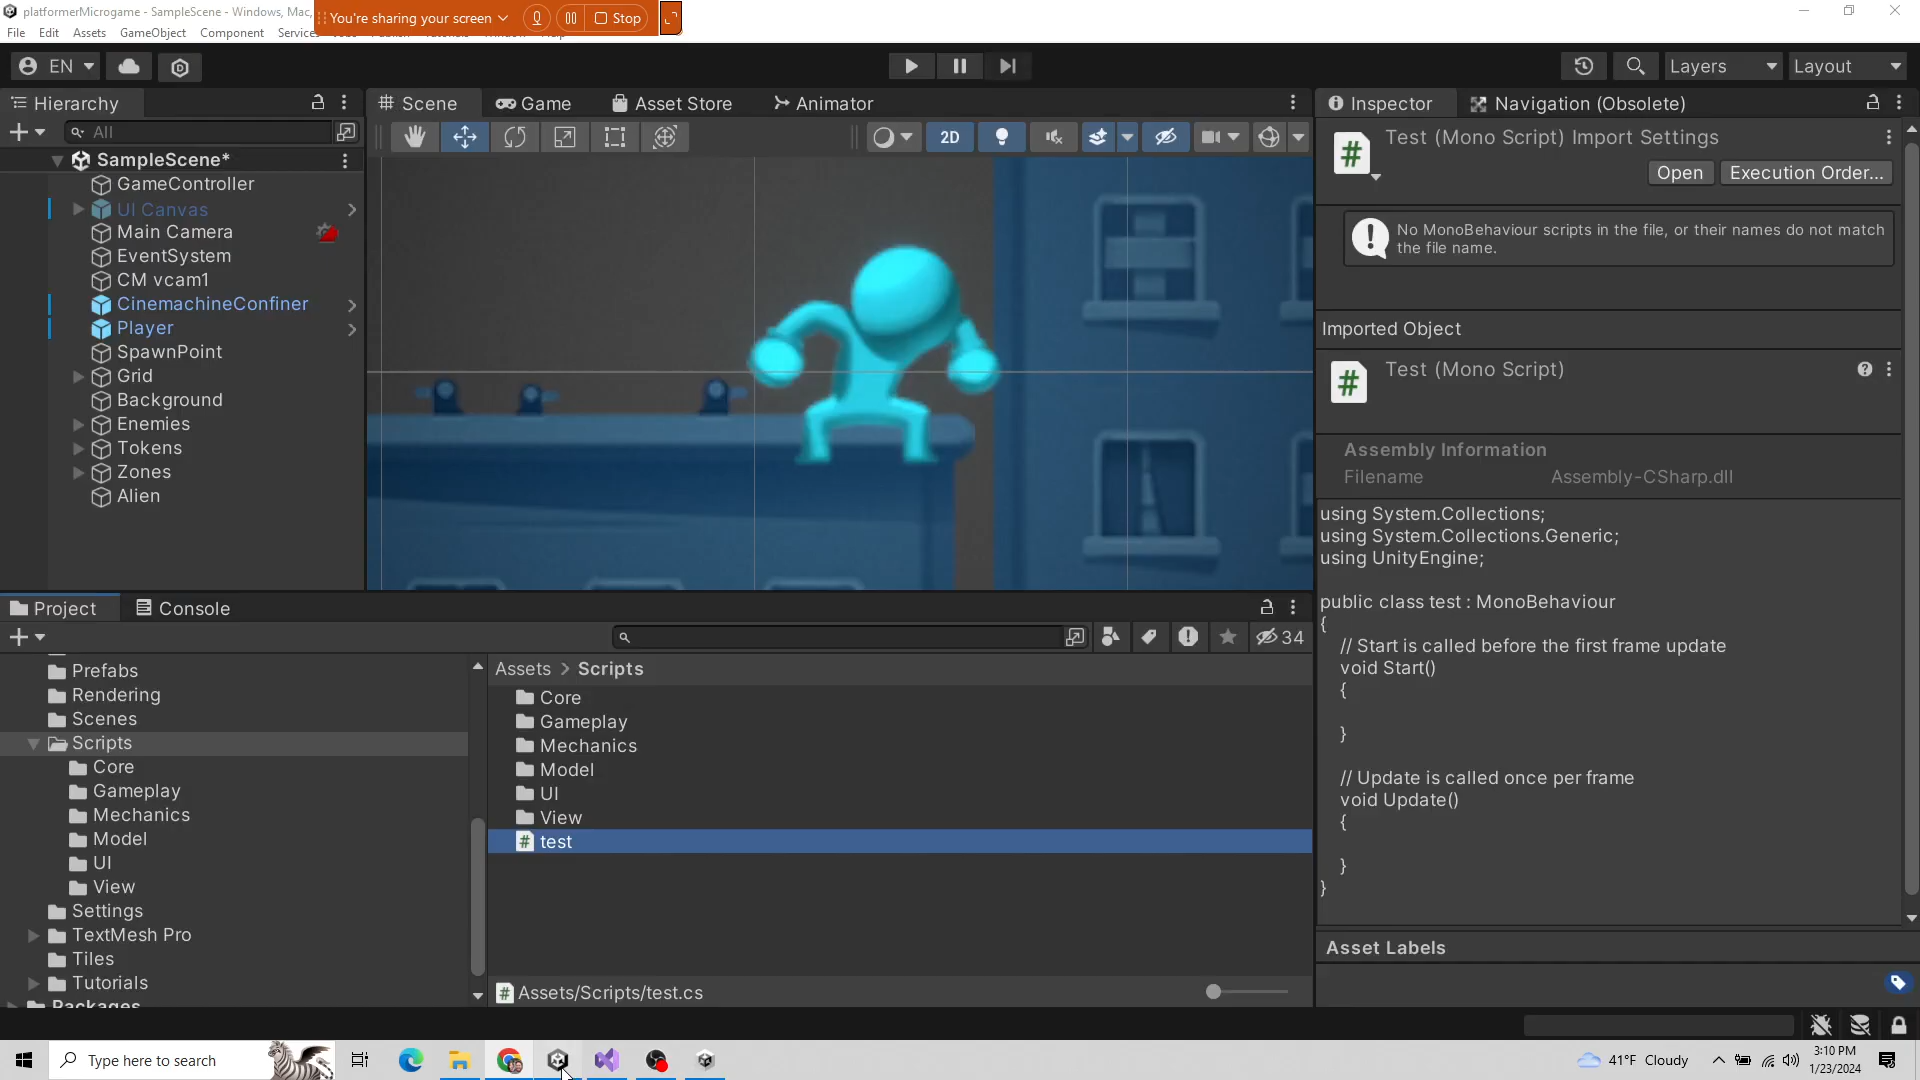 platformerMicrogame - SampleScene - Windows, Mac,
You're sharing your screen
Stop
File Edit Assets GameObject Component Services
EN
Layers
Layout
Hierarchy
All
SampleScene*
GameController
UI Canvas
Main Camera
EventSystem
CM vcam1
CinemachineConfiner
Player
SpawnPoint
Grid
Background
Enemies
Tokens
Zones
Alien
Scene
Game
Asset Store
Animator
2D
Inspector
Navigation (Obsolete)
Test (Mono Script) Import Settings
Open
Execution Order...
No MonoBehaviour scripts in the file, or their names do not match
the file name.
Imported Object
Test (Mono Script)
Assembly Information
Filename Assembly-CSharp.dll
using System.Collections;
using System.Collections.Generic;
using UnityEngine;
public class test : MonoBehaviour
{
// Start is called before the first frame update
void Start()
{
}
// Update is called once per frame
void Update()
{
}
}
Asset Labels
Project
Console
34
Prefabs
Rendering
Scenes
Scripts
Core
Gameplay
Mechanics
Model
UI
View
Settings
TextMesh Pro
Tiles
Tutorials
Packages
Assets > Scripts
Core
Gameplay
Mechanics
Model
UI
View
test
Assets/Scripts/test.cs
Type here to search
41°F Cloudy
3:10 PM
1/23/2024